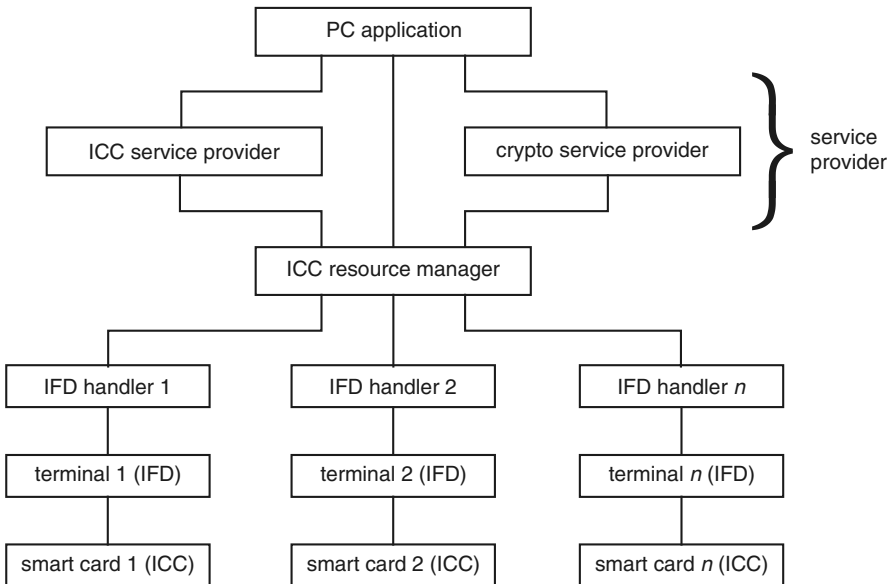 PC application
ICC service provider
crypto service provider
service
provider
ICC resource manager
IFD handler 1
IFD handler 2
IFD handler n
terminal 1 (IFD)
terminal 2 (IFD)
terminal n (IFD)
smart card 1 (ICC)
smart card 2 (ICC)
smart card n (ICC)